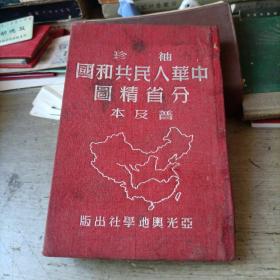 珍袖
國和共民人華中
圖精省分
本及普
版出社學地輿光亞